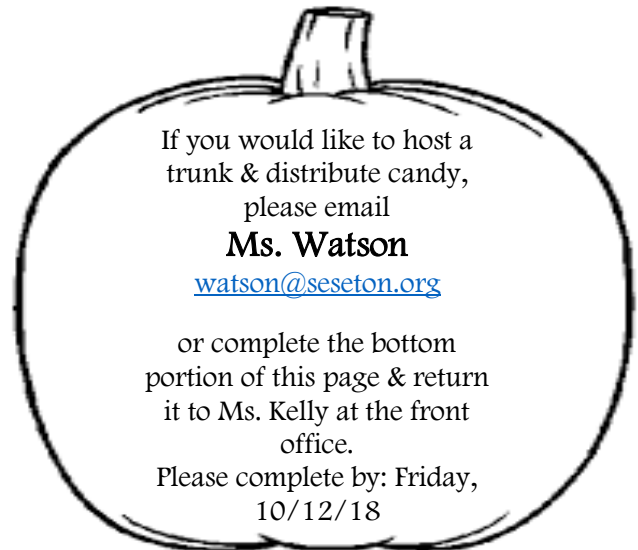 If you would like to host a
trunk & distribute candy,
please email
Ms. Watson
watson@seseton.org
or complete the bottom
portion of this page & return
it to Ms. Kelly at the front
office.
Please complete by: Friday,
10/12/18